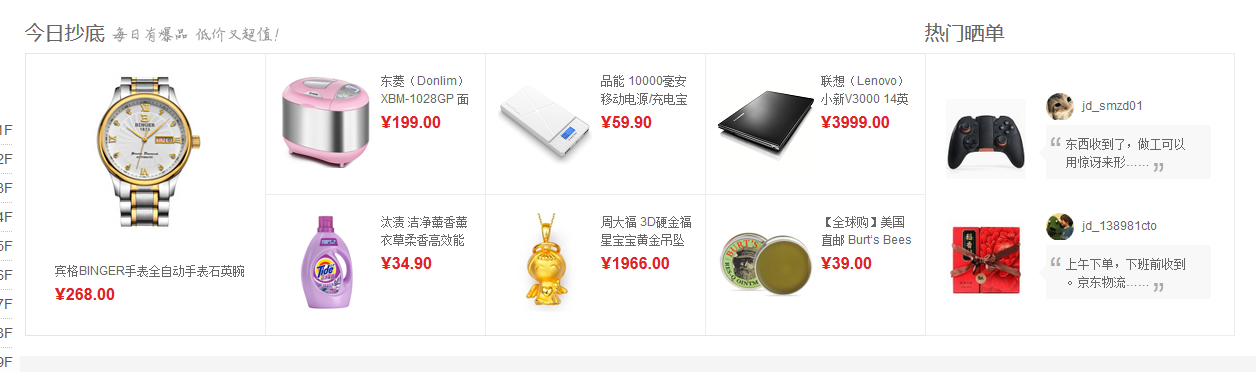 今日抄底 每日有爆品 低价又超值!
热门晒单
1F
2F
3F
4F
5F
6F
7F
8F
9F
BINGER
宾格BINGER手表全自动手表石英腕
¥268.00
东菱（Donlim）
XBM-1028GP 面
¥199.00
品能 10000毫安
移动电源/充电宝
¥59.90
联想（Lenovo）
小新V3000 14英
¥3999.00
Tide
汰渍 洁净薰香薰
衣草柔香高效能
¥34.90
周大福 3D硬金福
星宝宝黄金吊坠
¥1966.00
BURT'S
RES-Q OINTMENT
【全球购】美国
直邮 Burt's Bees
¥39.00
jd_smzd01
“ 东西收到了，做工可以
用惊讶来形...... ”
稻香
jd_138981cto
“ 上午下单，下班前收到
。京东物流...... ”